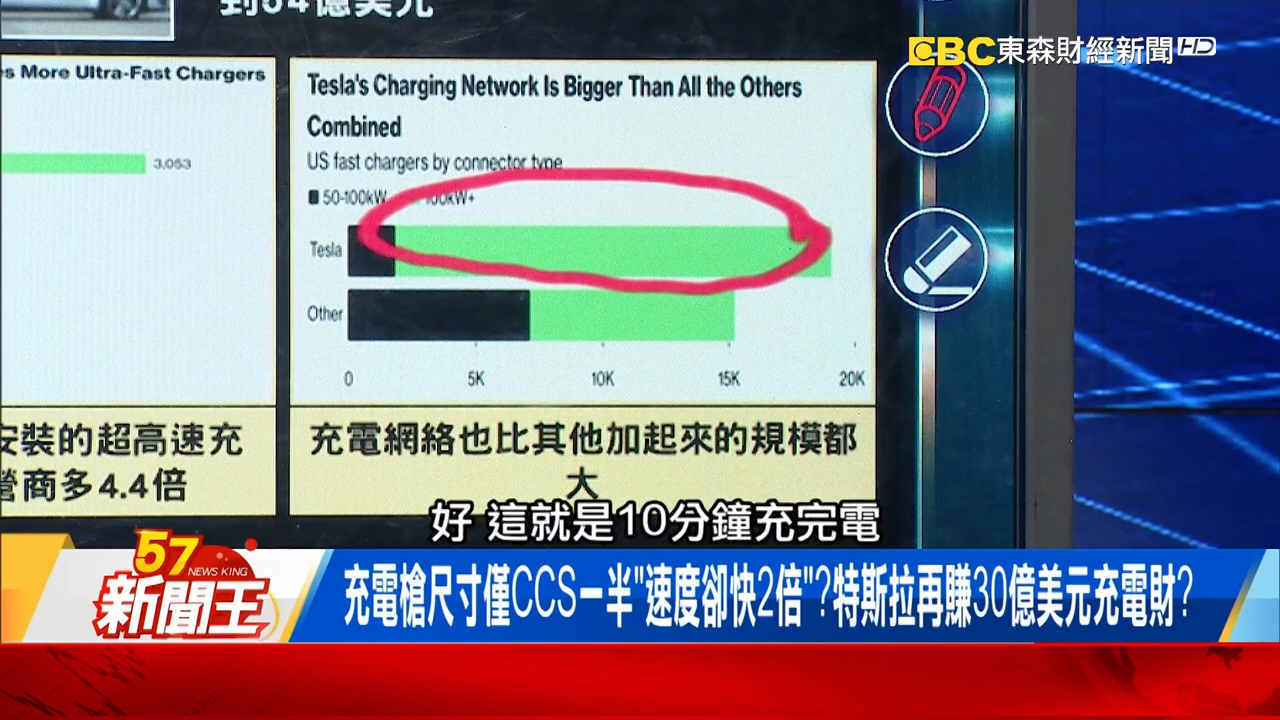 到64億美元
EBC東森財經新聞HD
s More Ultra-Fast Chargers
3,053
安裝的超高速充
營商多4.4倍
Tesla's Charging Network Is Bigger Than All the Others
Combined
US fast chargers by connector type
50-100kW 100kW+
Tesla
Other
0 5K 10K 15K 20K
充電網絡也比其他加起來的規模都
大
好 這就是10分鐘充完電
57
NEWS KING
新聞王
充電槍尺寸僅CCS一半"速度卻快2倍"?特斯拉再賺30億美元充電財?